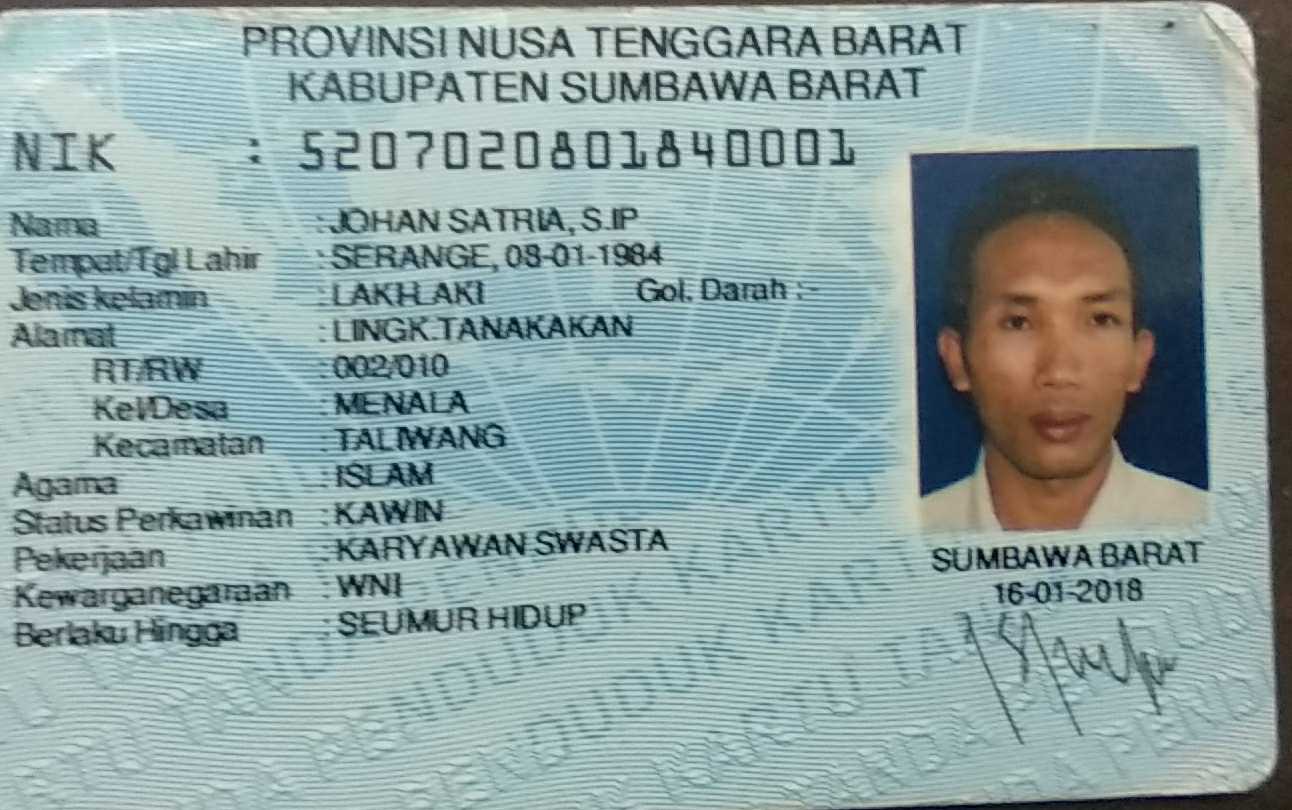 PROVINSI NUSA TENGGARA BARAT
KABUPATEN SUMBAWA BARAT
NIK : 5207020801840001
Nama : JOHAN SATRIA, S.IP
Tempat/Tgl Lahir : SERANGE, 08-01-1984
Jenis kelamin : LAKI-LAKI Gol. Darah : -
Alamat : LINGK.TANAKAKAN
RT/RW : 002/010
Kel/Desa : MENALA
Kecamatan : TALIWANG
Agama : ISLAM
Status Perkawinan : KAWIN
Pekerjaan : KARYAWAN SWASTA
Kewarganegaraan : WNI
Berlaku Hingga : SEUMUR HIDUP
SUMBAWA BARAT
16-01-2018